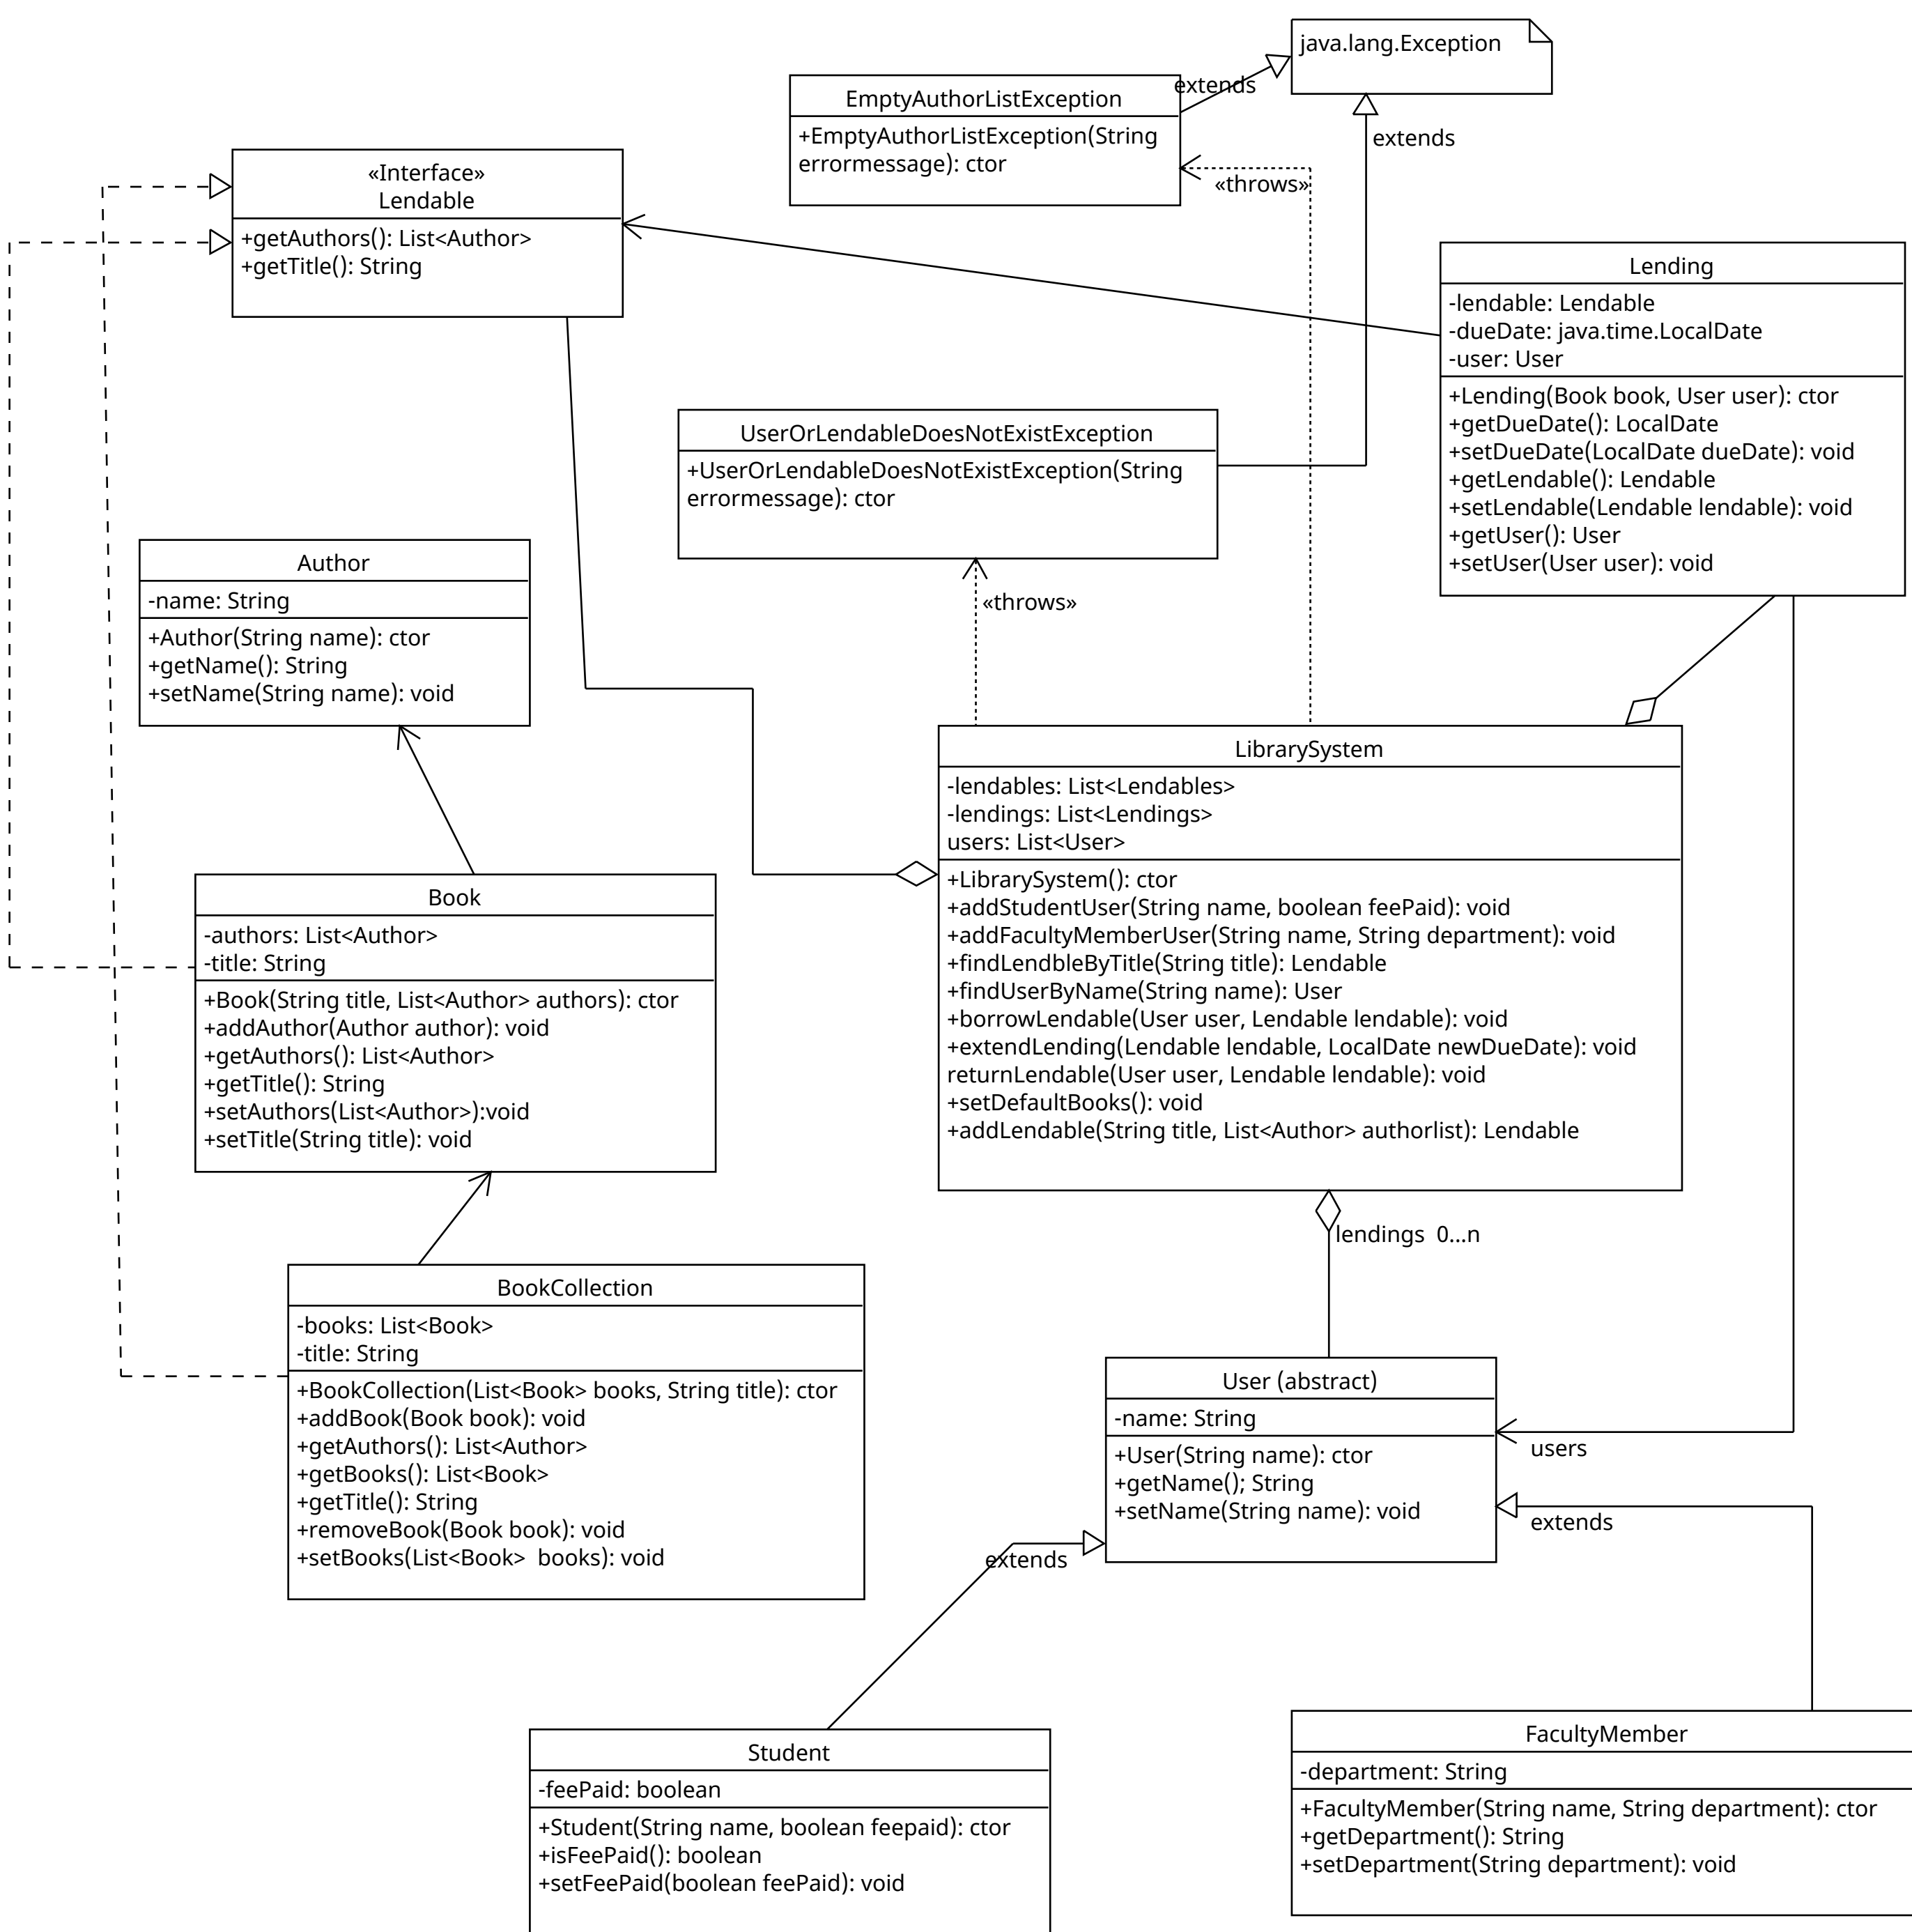 java.lang.Exception
extends
EmptyAuthorListException
+EmptyAuthorListException(String
errormessage): ctor
extends
«throws»
«Interface»
Lendable
+getAuthors(): List<Author>
+getTitle(): String
Lending
-lendable: Lendable
-dueDate: java.time.LocalDate
-user: User
+Lending(Book book, User user): ctor
+getDueDate(): LocalDate
+setDueDate(LocalDate dueDate): void
+getLendable(): Lendable
+setLendable(Lendable lendable): void
+getUser(): User
+setUser(User user): void
UserOrLendableDoesNotExistException
+UserOrLendableDoesNotExistException(String
errormessage): ctor
«throws»
Author
-name: String
+Author(String name): ctor
+getName(): String
+setName(String name): void
LibrarySystem
-lendables: List<Lendables>
-lendings: List<Lendings>
users: List<User>
+LibrarySystem(): ctor
+addStudentUser(String name, boolean feePaid): void
+addFacultyMemberUser(String name, String department): void
+findLendbleByTitle(String title): Lendable
+findUserByName(String name): User
+borrowLendable(User user, Lendable lendable): void
+extendLending(Lendable lendable, LocalDate newDueDate): void
returnLendable(User user, Lendable lendable): void
+setDefaultBooks(): void
+addLendable(String title, List<Author> authorlist): Lendable
Book
-authors: List<Author>
-title: String
+Book(String title, List<Author> authors): ctor
+addAuthor(Author author): void
+getAuthors(): List<Author>
+getTitle(): String
+setAuthors(List<Author>):void
+setTitle(String title): void
lendings  0...n
BookCollection
-books: List<Book>
-title: String
+BookCollection(List<Book> books, String title): ctor
+addBook(Book book): void
+getAuthors(): List<Author>
+getBooks(): List<Book>
+getTitle(): String
+removeBook(Book book): void
+setBooks(List<Book>  books): void
User (abstract)
-name: String
+User(String name): ctor
+getName(); String
+setName(String name): void
users
extends
extends
Student
-feePaid: boolean
+Student(String name, boolean feepaid): ctor
+isFeePaid(): boolean
+setFeePaid(boolean feePaid): void
FacultyMember
-department: String
+FacultyMember(String name, String department): ctor
+getDepartment(): String
+setDepartment(String department): void